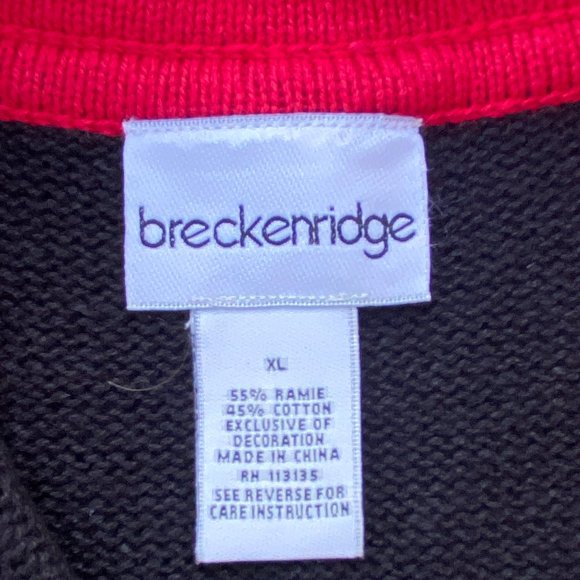 breckenridge
XL
55% RAMIE
45% COTTON
EXCLUSIVE OF
DECORATION
MADE IN CHINA
RN 113135
SEE REVERSE FOR
CARE INSTRUCTION